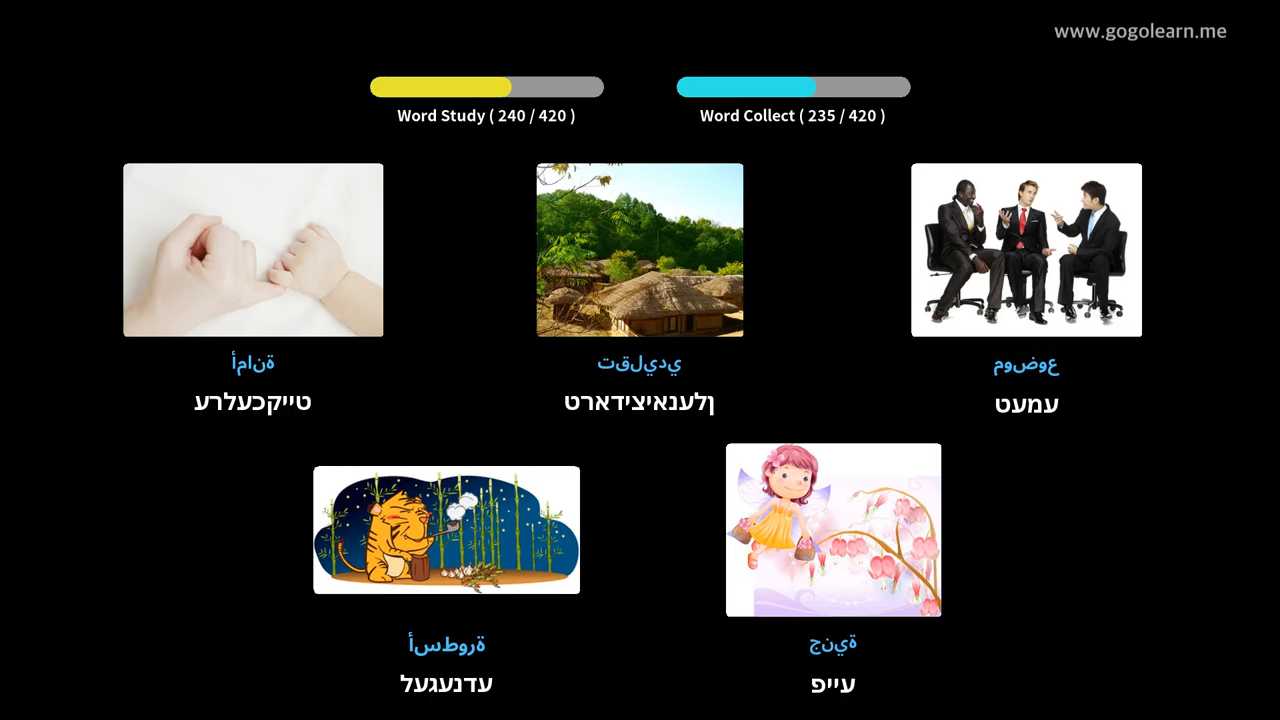 www.gogolearn.me
Word Study ( 240 / 420 )
Word Collect ( 235 / 420 )
ةنامأ
טייקכעלרע
يديلقت
ןלענאיצידארט
عوضوم
עמעט
ةروطسأ
עדנעגעל
ةينج
עייפ